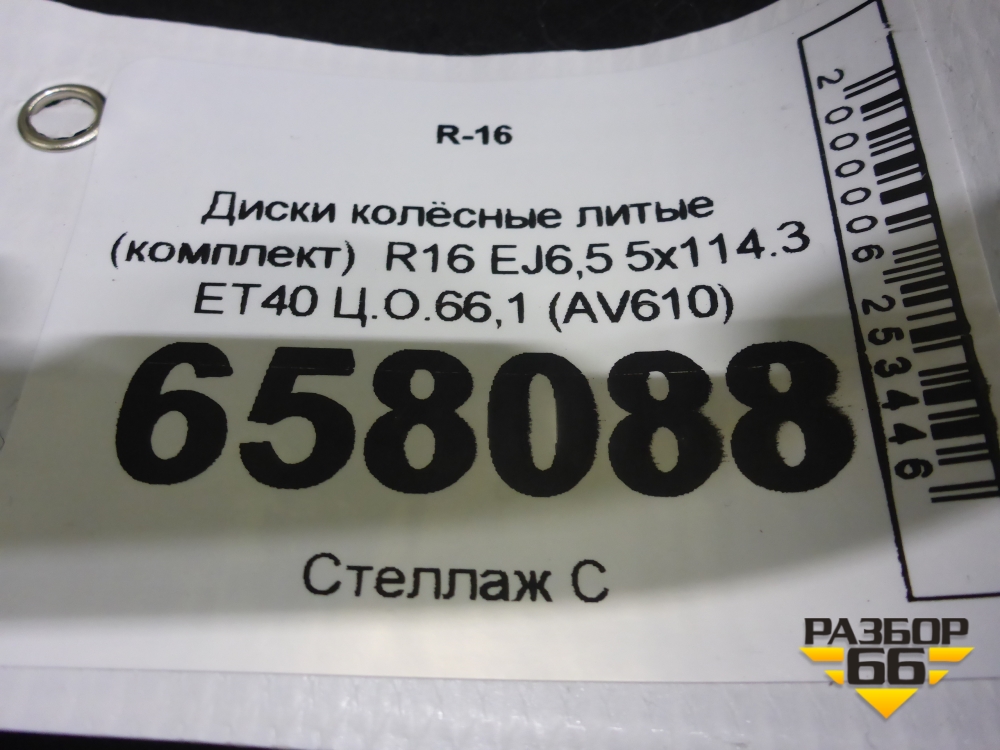 R-16
Диски колёсные литые
(комплект) R16 EJ6,5 5x114.3
ET40 Ц.О.66,1 (AV610)
658088
Стеллаж С
2000006253446
РАЗБОР
66